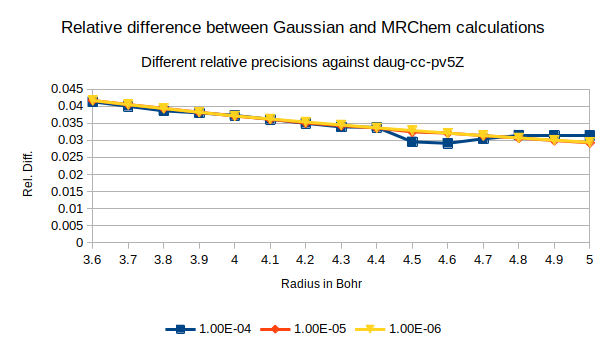 Relative difference between Gaussian and MRChem calculations
Different relative precisions against daug-cc-pv5Z
Rel. Diff.
0.045
0.04
0.035
0.03
0.025
0.02
0.015
0.01
0.005
0
3.6 3.7 3.8 3.9 4 4.1 4.2 4.3 4.4 4.5 4.6 4.7 4.8 4.9 5
Radius in Bohr
1.00E-04 1.00E-05 1.00E-06